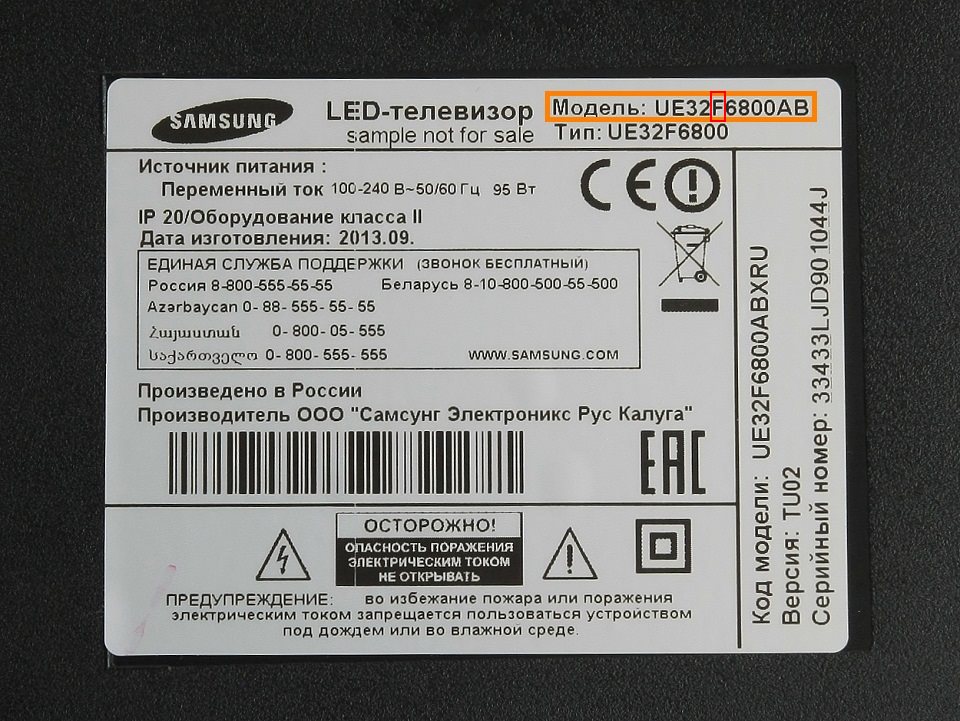 SAMSUNG
LED-телевизор
sample not for sale
Модель: UE32F6800AB
Тип: UE32F6800
Источник питания :
Переменный ток 100-240 В~50/60 Гц 95 Вт
IP 20/Оборудование класса II
Дата изготовления: 2013.09.
ЕДИНАЯ СЛУЖБА ПОДДЕРЖКИ (ЗВОНОК БЕСПЛАТНЫЙ)
Россия 8-800-555-55-55 Беларусь 8-10-800-500-55-500
Azərbaycan 0- 88- 555- 55- 55
Հայաստան 0- 800- 05- 555
საქართველო 0- 800- 555- 555 WWW.SAMSUNG.COM
Произведено в России
Производитель ООО "Самсунг Электроникс Рус Калуга"
EAC
ОСТОРОЖНО!
ОПАСНОСТЬ ПОРАЖЕНИЯ
ЭЛЕКТРИЧЕСКИМ ТОКОМ
НЕ ОТКРЫВАТЬ
ПРЕДУПРЕЖДЕНИЕ: во избежание пожара или поражения
электрическим током запрещается пользоваться устройством
под дождем или во влажной среде.
Код модели: UE32F6800ABXRU
Версия: TU02
Серийный номер: 33433LJD901044J